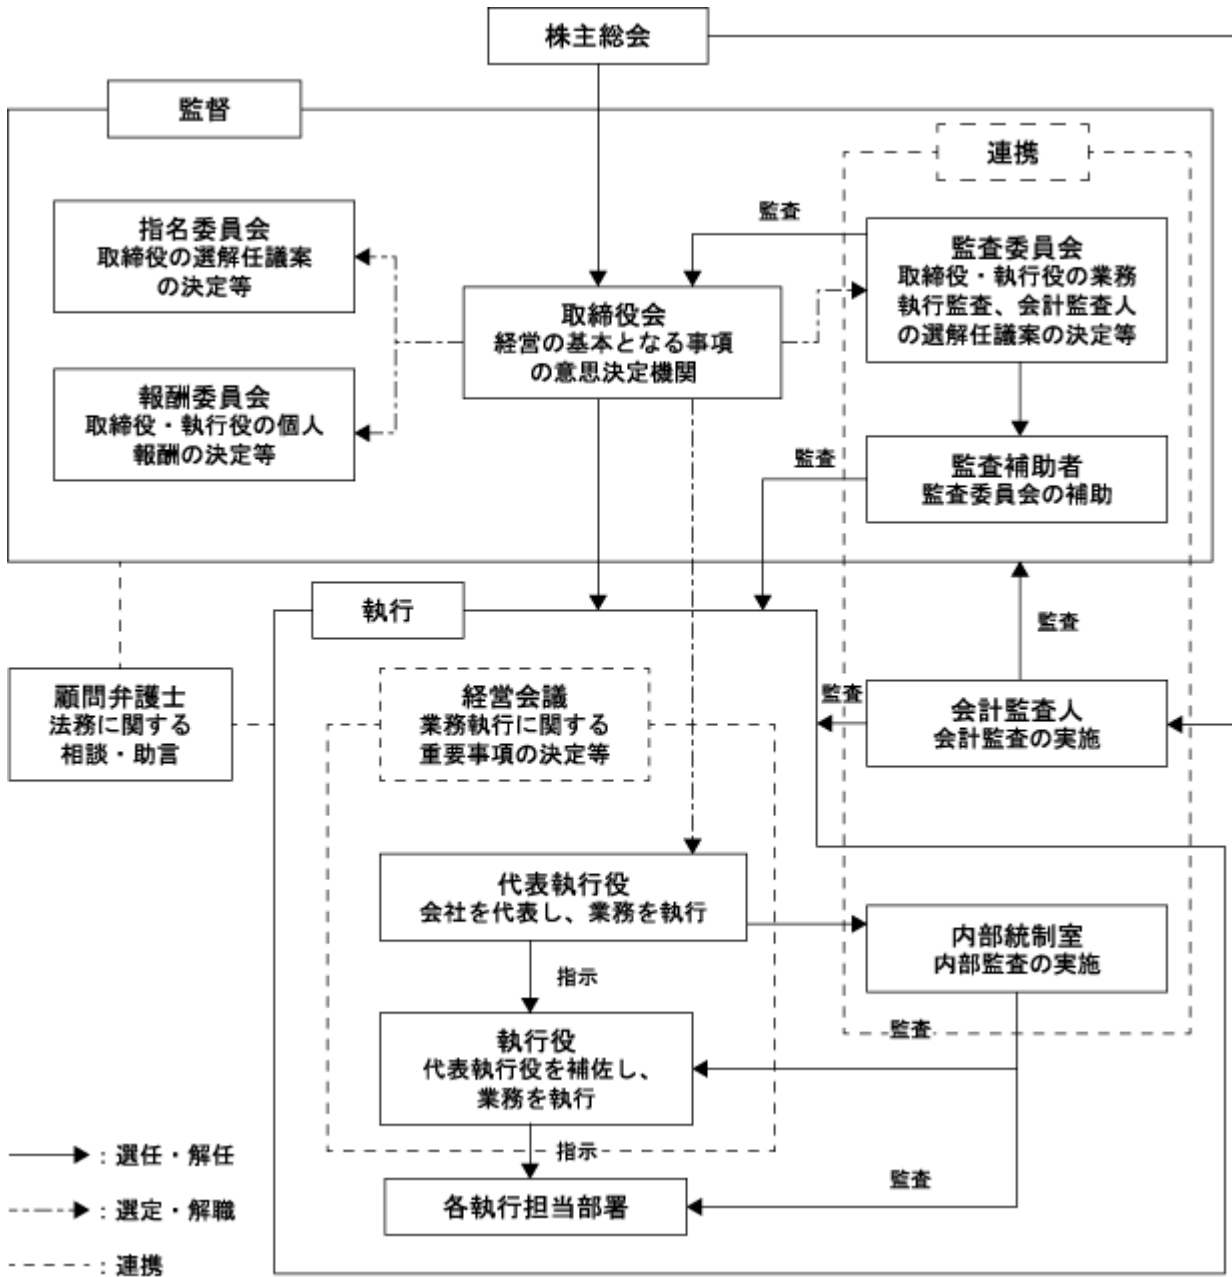 株主総会
監督
連携
監査
指名委員会
取締役の選解任議案
の決定等
監査委員会
取締役・執行役の業務
執行監査、会計監査人
の選解任議案の決定等
取締役会
経営の基本となる事項
の意思決定機関
報酬委員会
取締役・執行役の個人
報酬の決定等
監査
監査補助者
監査委員会の補助
執行
監査
顧問弁護士
法務に関する
相談・助言
経営会議
業務執行に関する
重要事項の決定等
監査
会計監査人
会計監査の実施
代表執行役
会社を代表し、業務を執行
内部統制室
内部監査の実施
指示
監査
執行役
代表執行役を補佐し、
業務を執行
指示
監査
各執行担当部署
：選任・解任
：選定・解職
：連携